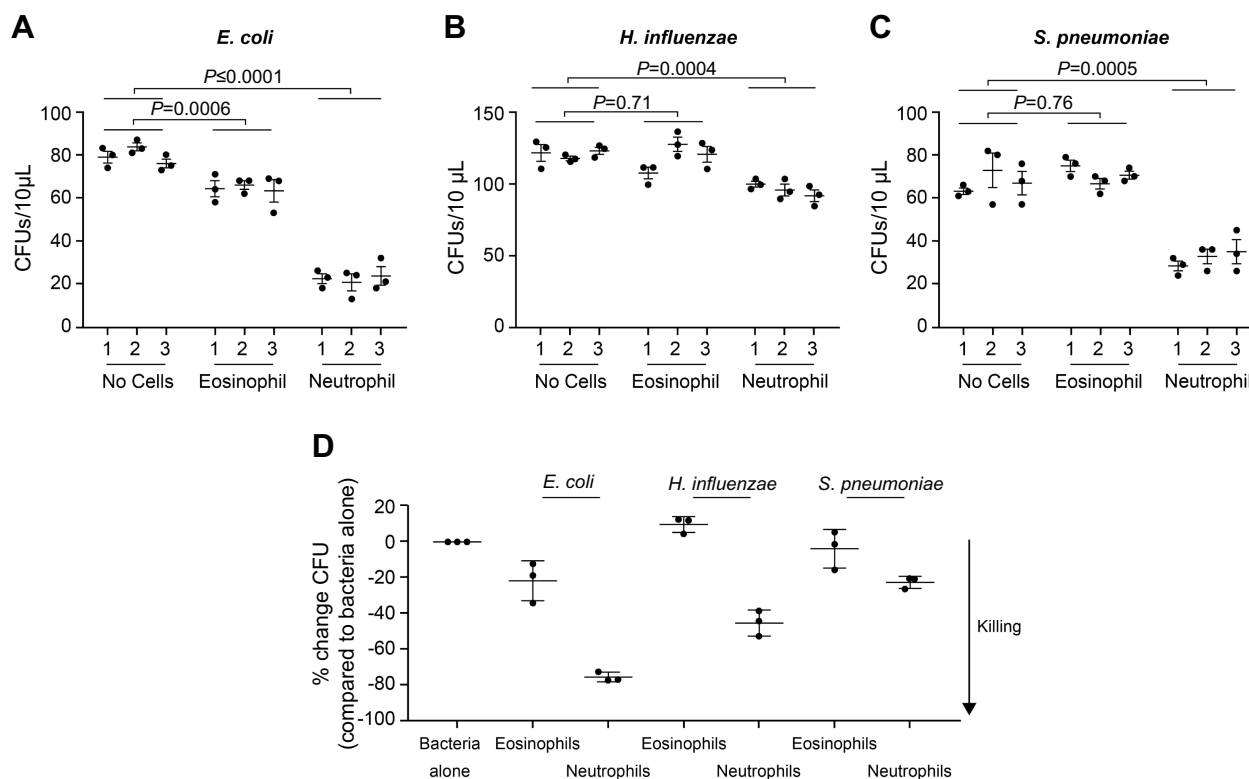 A
E. coli
P≤0.0001
P=0.0006
CFUs/10µL
100
80
60
40
20
0
1 2 3 1 2 3 1 2 3
No Cells Eosinophil Neutrophil
B
H. influenzae
P=0.0004
P=0.71
CFUs/10 µL
150
100
50
0
1 2 3 1 2 3 1 2 3
No Cells Eosinophil Neutrophil
C
S. pneumoniae
P=0.0005
P=0.76
CFUs/10 µL
100
80
60
40
20
0
1 2 3 1 2 3 1 2 3
No Cells Eosinophil Neutrophil
D
E. coli H. influenzae S. pneumoniae
% change CFU
(compared to bacteria alone)
20
0
-20
-40
-60
-80
-100
Killing
Bacteria
alone
Eosinophils Eosinophils Eosinophils
Neutrophils Neutrophils Neutrophils